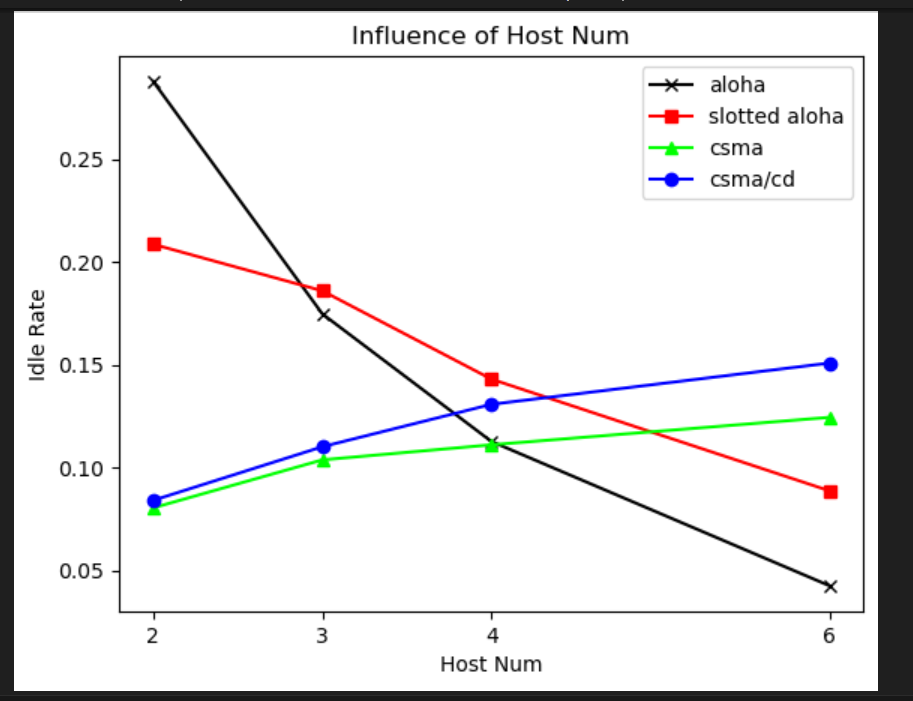 Influence of Host Num
aloha
slotted aloha
csma
csma/cd
Idle Rate
0.25
0.20
0.15
0.10
0.05
2 3 4 6
Host Num